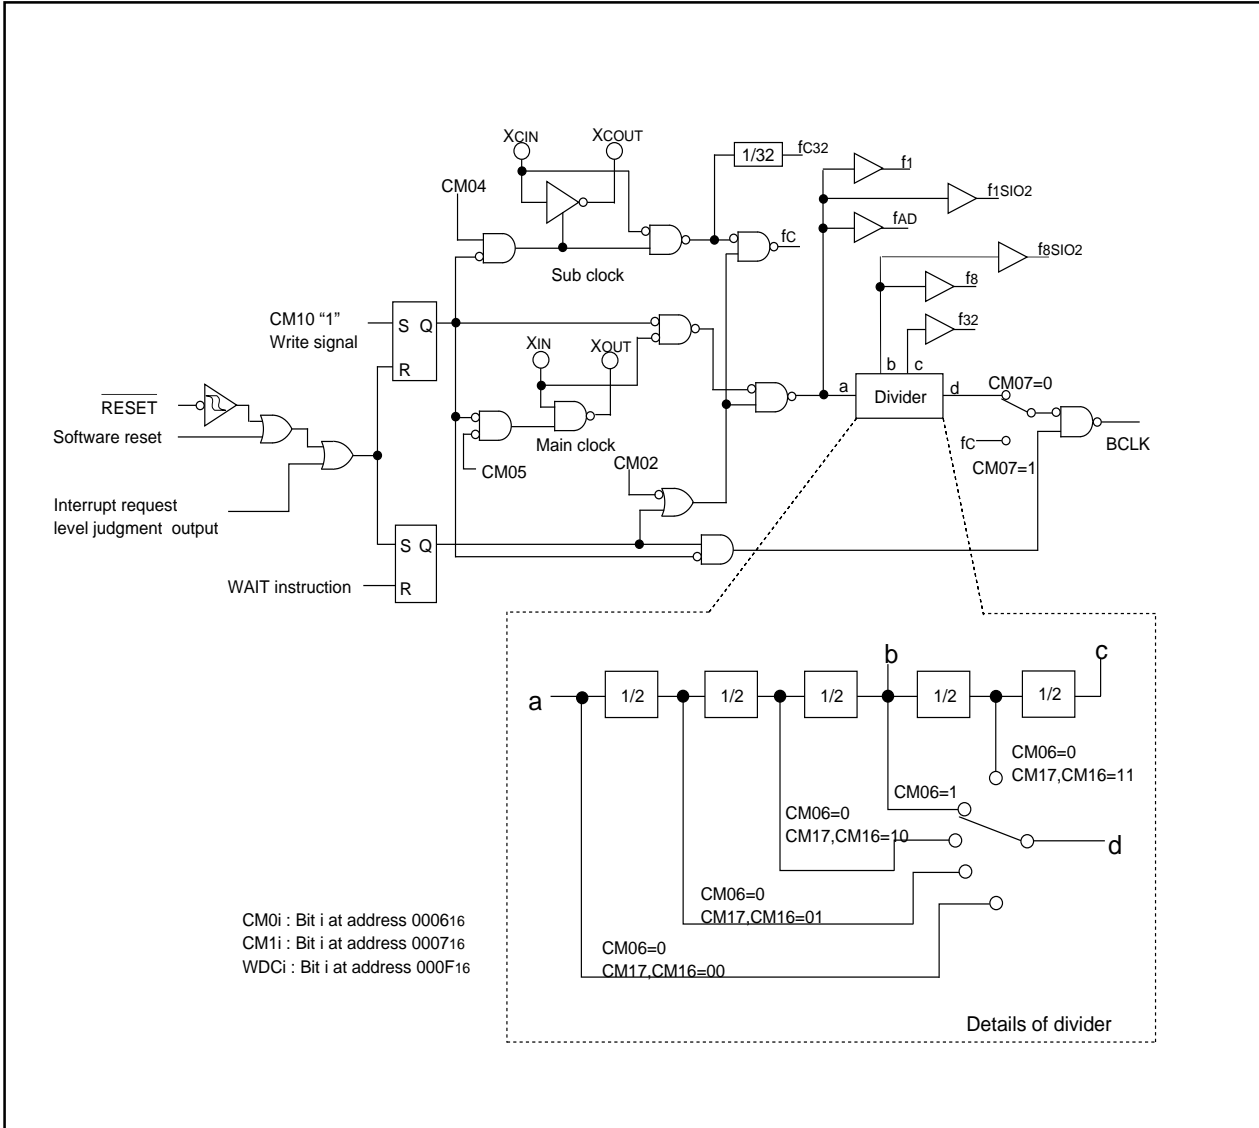 XCIN
XCOUT
1/32
fC32
f1
CM04
f1SIO2
fAD
fC
Sub clock
f8SIO2
f8
CM10 “1”
Write signal
S Q
R
XIN
XOUT
f32
b c
a
Divider
d
CM07=0
RESET
Software reset
Main clock
fC
CM07=1
BCLK
CM05
CM02
Interrupt request
level judgment output
S Q
R
WAIT instruction
a
1/2
1/2
1/2
b
1/2
1/2
c
CM06=0
CM17,CM16=11
CM06=1
CM06=0
CM17,CM16=10
d
CM06=0
CM17,CM16=01
CM06=0
CM17,CM16=00
CM0i : Bit i at address 000616
CM1i : Bit i at address 000716
WDCi : Bit i at address 000F16
Details of divider